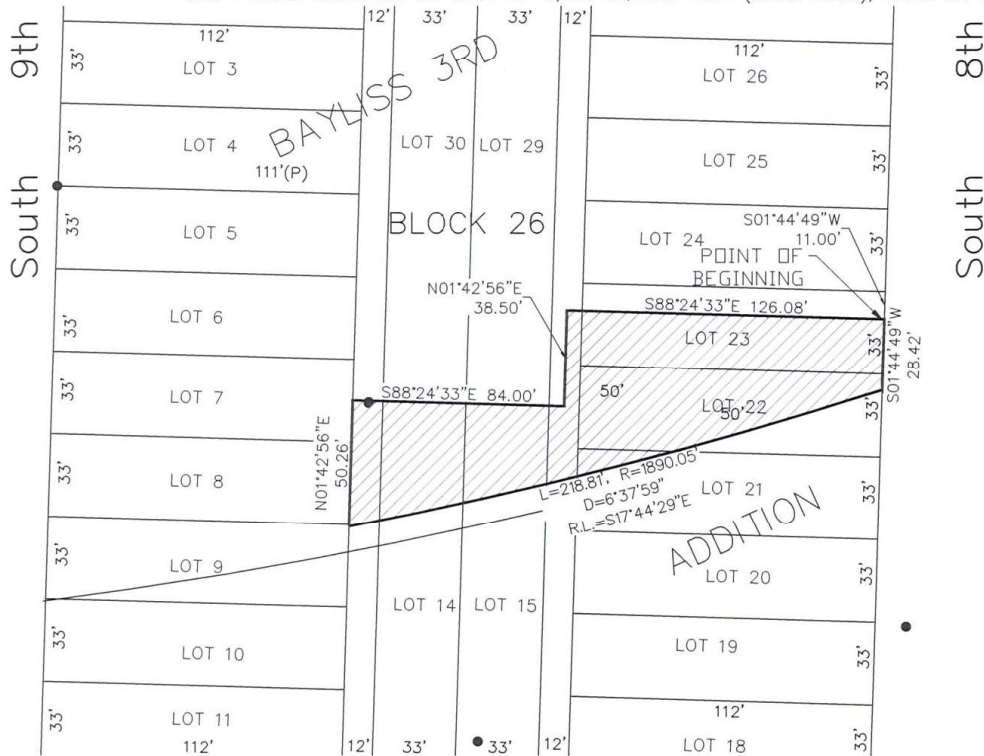 12' 33' 33' 12'
112'
112'
South 9th
South 8th
33' LOT 3
LOT 26 33'
BAYLISS 3RD
33' LOT 4
LOT 30 LOT 29
LOT 25 33'
111'(P)
BLOCK 26
33' LOT 5
S01°44'49"W
11.00'
LOT 24 33'
POINT OF
BEGINNING
N01°42'56"E
38.50'
S88°24'33"E 126.08'
33' LOT 6
LOT 23 33'
S01°44'49"W
28.42'
33' LOT 7
S88°24'33"E 84.00'
50'
LOT 22 33'
50'
N01°42'56"E
50.26'
33' LOT 8
L=218.81', R=1890.05'
D=6°37'59"
R.L.=S17°44'29"E
LOT 21 33'
ADDITION
33' LOT 9
LOT 20 33'
LOT 14 LOT 15
33' LOT 10
LOT 19 33'
33' LOT 11
112'
112'
12' 33' 33' 12'
LOT 18 33'